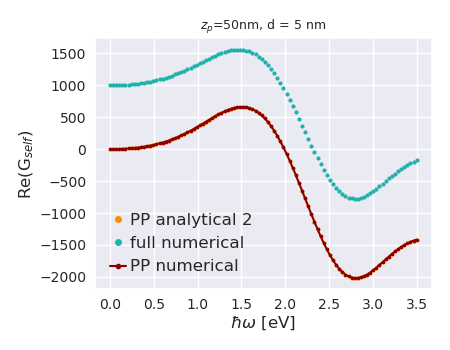 z_p=50nm, d = 5 nm
Re(G_self)
1500
1000
500
0
−500
−1000
−1500
−2000
PP analytical 2
full numerical
PP numerical
0.0 0.5 1.0 1.5 2.0 2.5 3.0 3.5
ħω [eV]